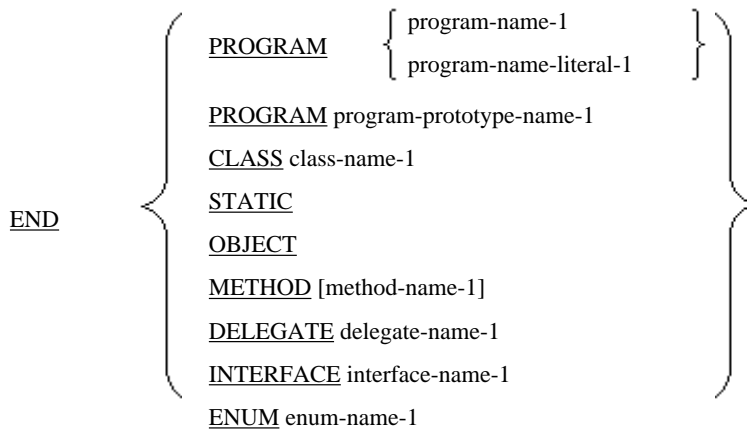 program-name-1
PROGRAM
program-name-literal-1
PROGRAM program-prototype-name-1
CLASS class-name-1
STATIC
END
OBJECT
METHOD [method-name-1]
DELEGATE delegate-name-1
INTERFACE interface-name-1
ENUM enum-name-1